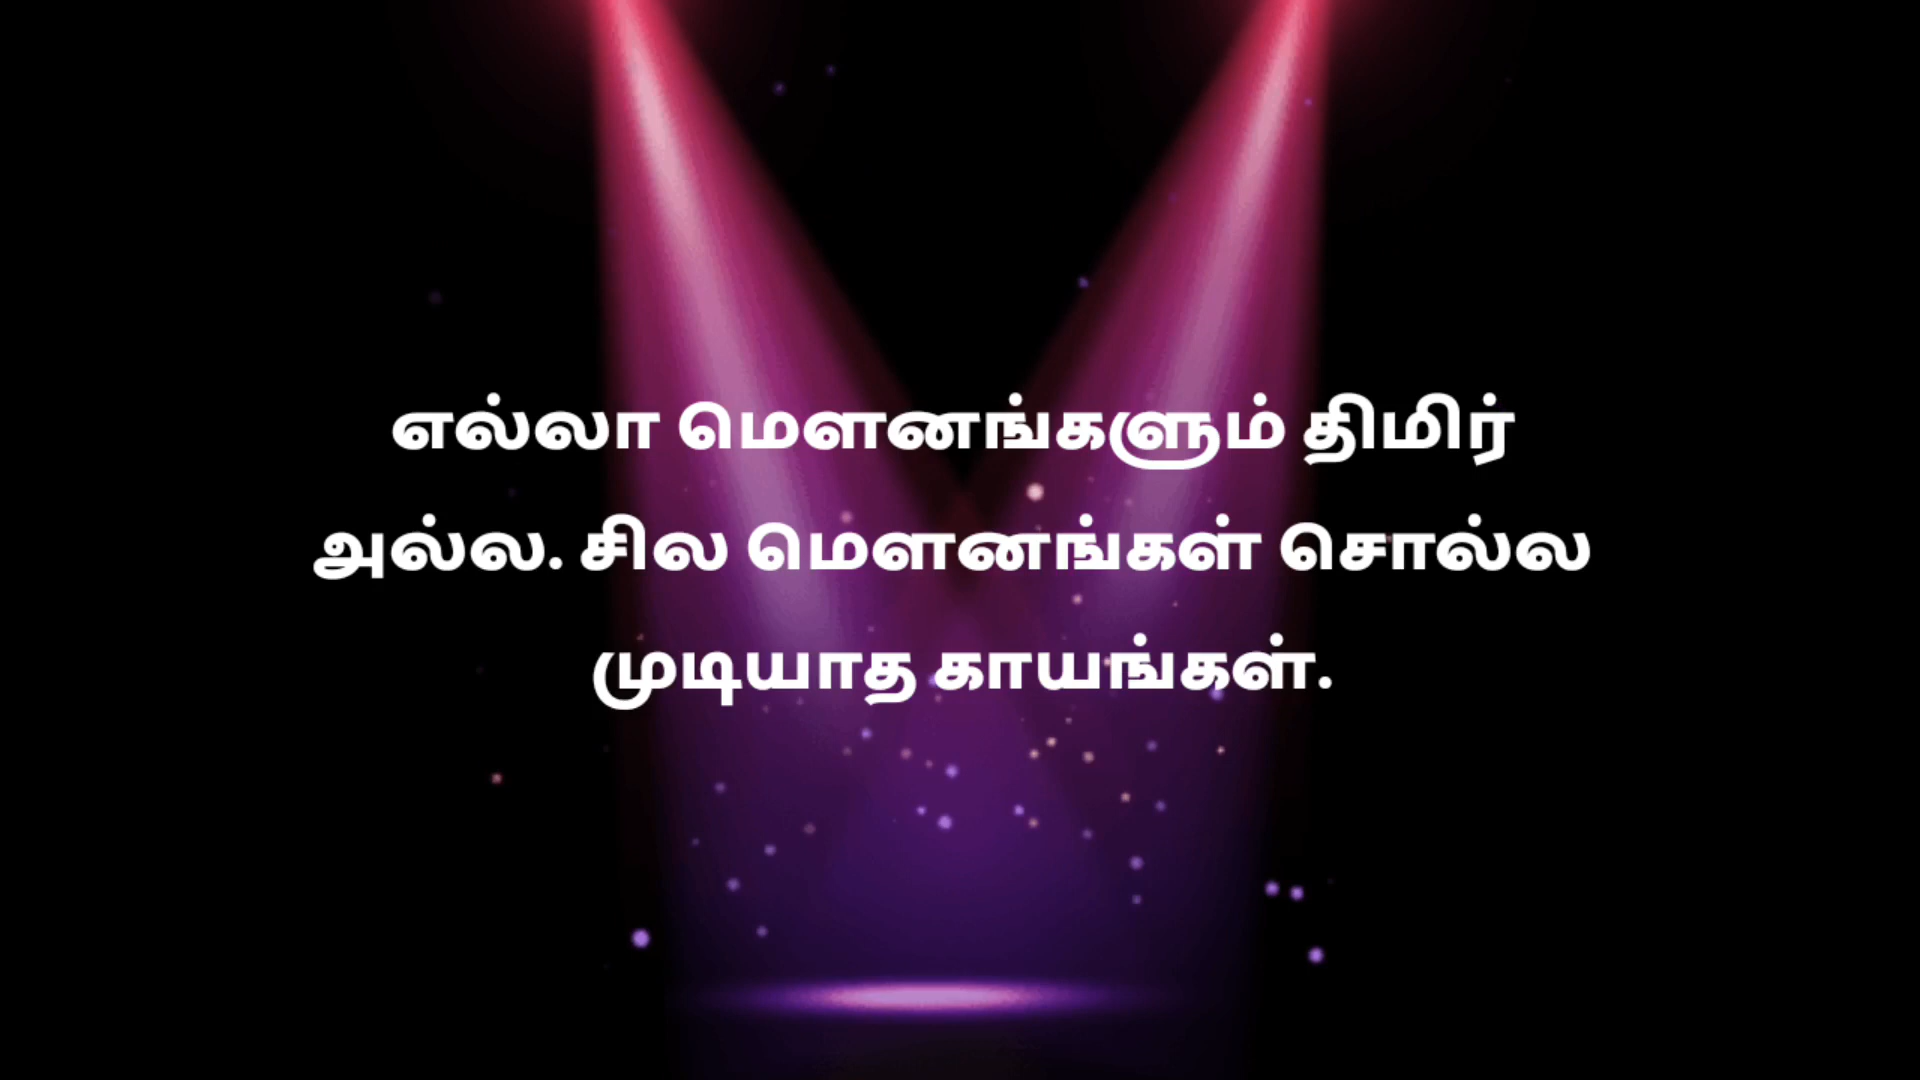 எல்லா மௌனங்களும் திமிர்
அல்ல. சில மௌனங்கள் சொல்ல
முடியாத காயங்கள்.